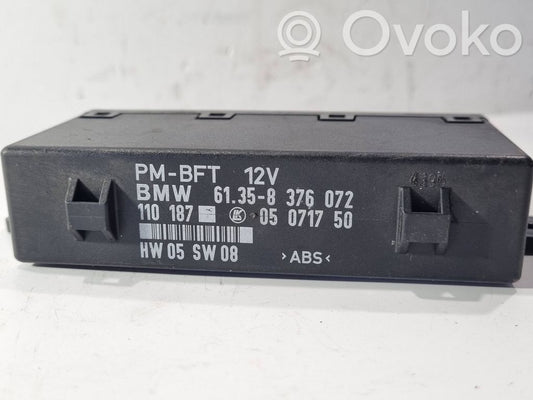 Ovoko
PM-BFT 12V
BMW 61.35-8 376 072
110 187 05 0717 50
HW 05 SW 08 >ABS<